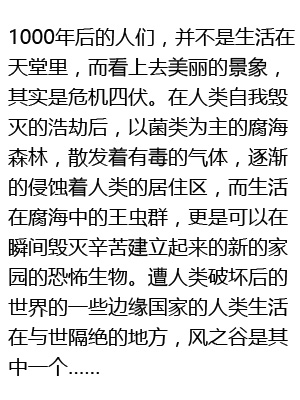 1000年后的人们，并不是生活在
天堂里，而看上去美丽的景象，
其实是危机四伏。在人类自我毁
灭的浩劫后，以菌类为主的腐海
森林，散发着有毒的气体，逐渐
的侵蚀着人类的居住区，而生活
在腐海中的王虫群，更是可以在
瞬间毁灭辛苦建立起来的新的家
园的恐怖生物。遭人类破坏后的
世界的一些边缘国家的人类生活
在与世隔绝的地方，风之谷是其
中一个......